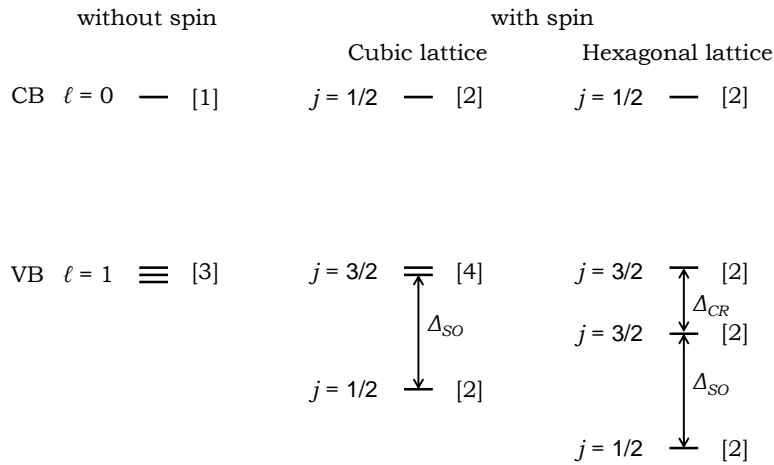 without spin with spin
Cubic lattice Hexagonal lattice
CB ℓ = 0 [1] j = 1/2 [2] j = 1/2 [2]
VB ℓ = 1 [3] j = 3/2 [4] j = 3/2 [2]
Δ_CR
Δ_SO j = 3/2 [2]
j = 1/2 [2] Δ_SO
j = 1/2 [2]